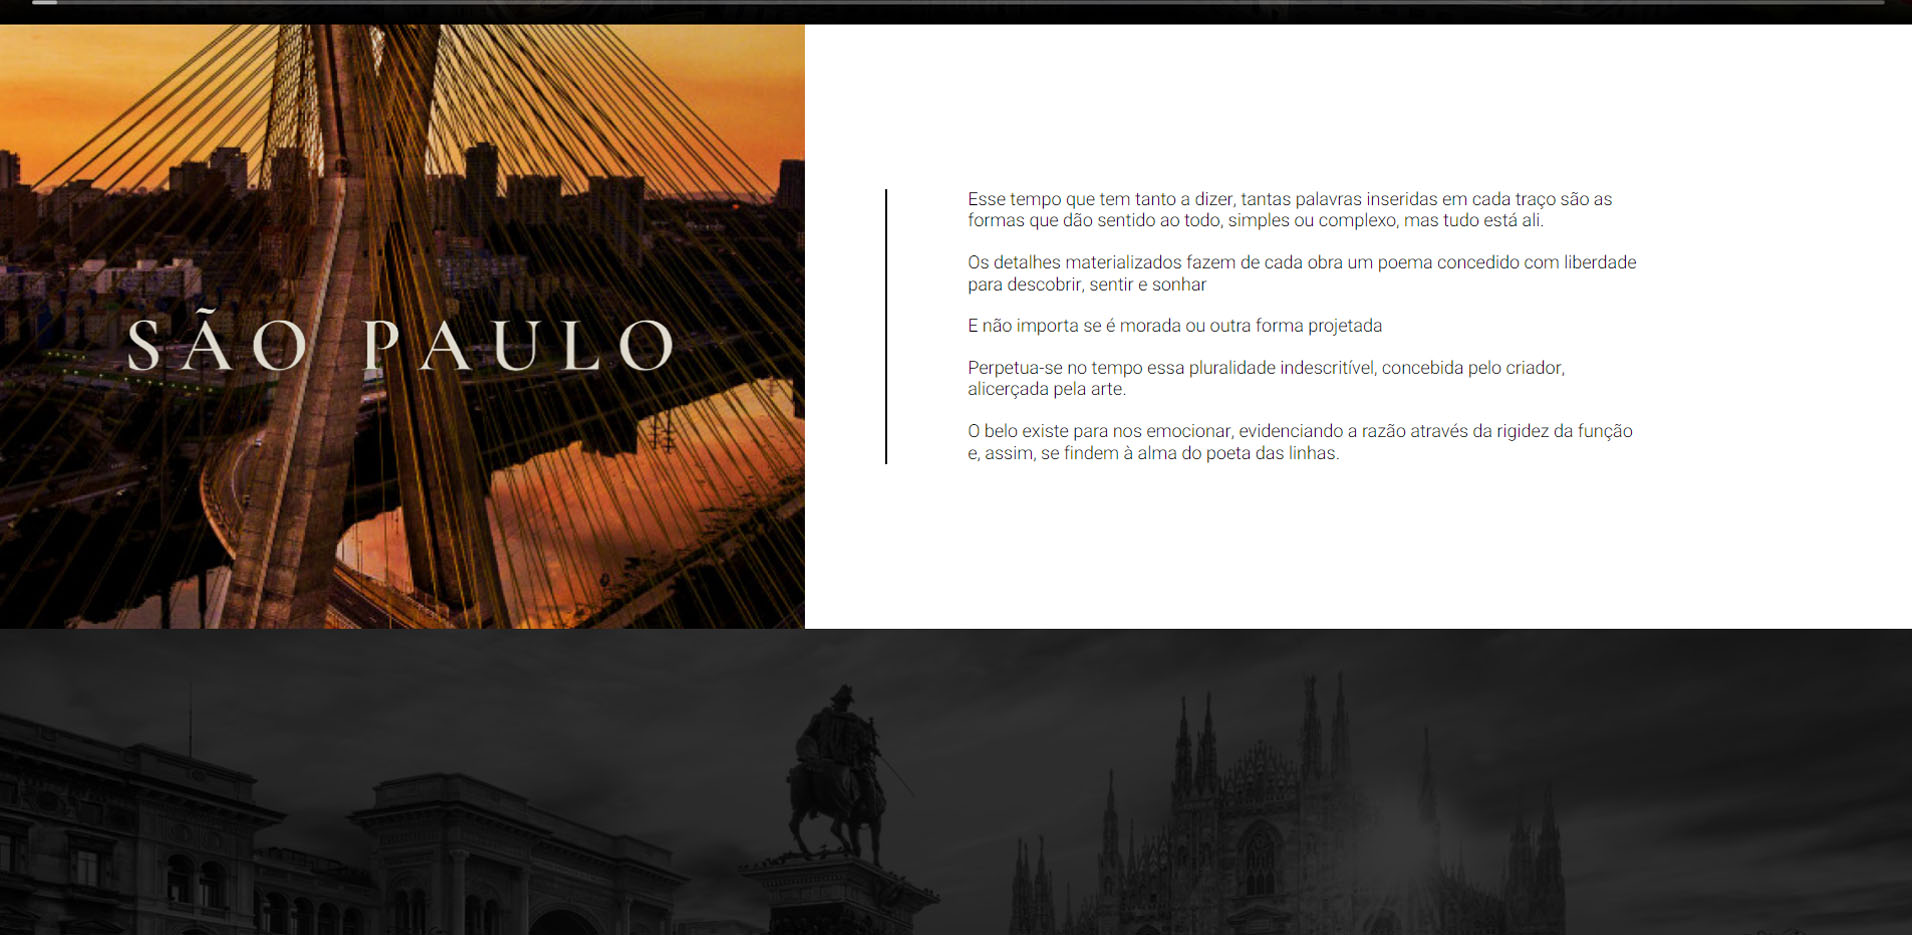 SÃO PAULO
Esse tempo que tem tanto a dizer, tantas palavras inseridas em cada traço são as
formas que dão sentido ao todo, simples ou complexo, mas tudo está ali.
Os detalhes materializados fazem de cada obra um poema concedido com liberdade
para descobrir, sentir e sonhar
E não importa se é morada ou outra forma projetada
Perpetua-se no tempo essa pluralidade indescritível, concebida pelo criador,
alicerçada pela arte.
O belo existe para nos emocionar, evidenciando a razão através da rigidez da função
e, assim, se findem à alma do poeta das linhas.